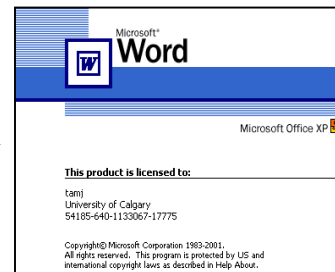 Microsoft®
Word
W
Microsoft Office XP
This product is licensed to:
tamj
University of Calgary
54185-640-1133067-17775
Copyright© Microsoft Corporation 1983-2001.
All rights reserved. This program is protected by US and
international copyright laws as described in Help About.